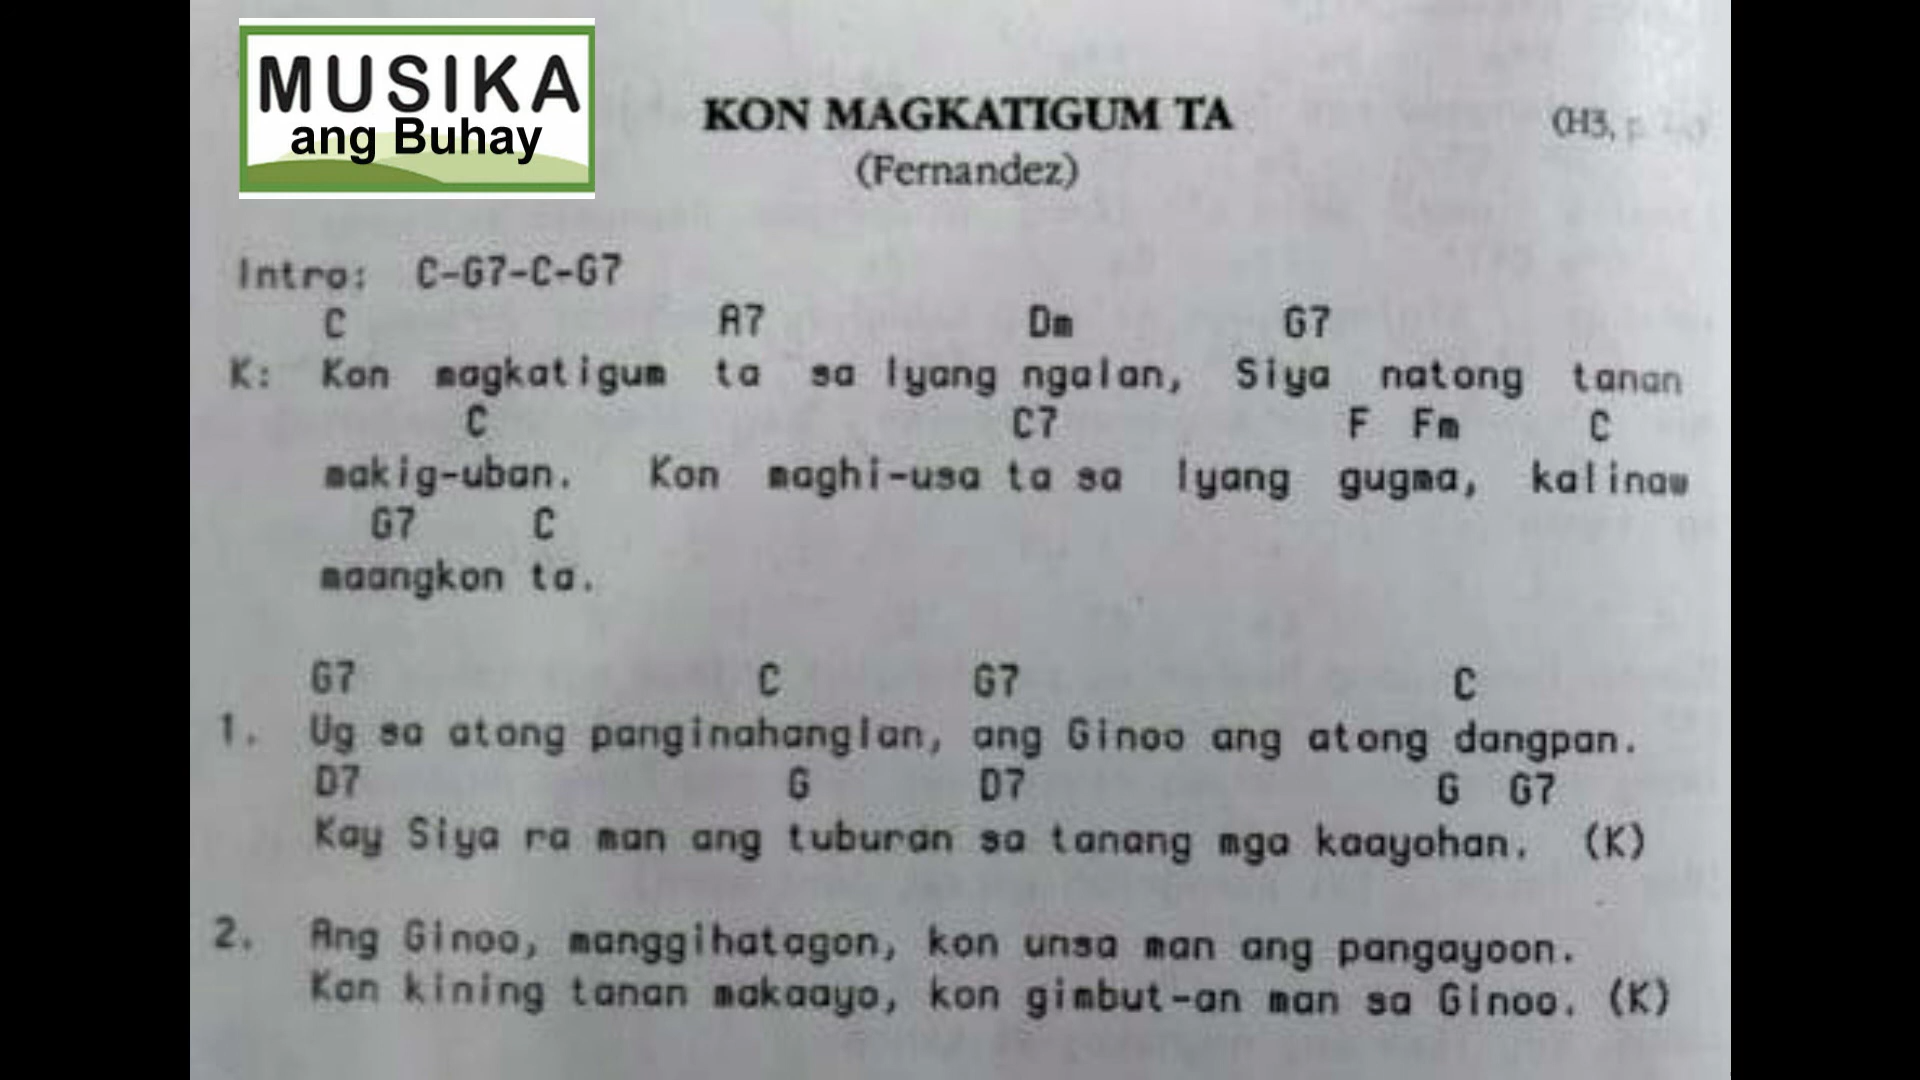 MUSIKA
ang Buhay
KON MAGKATIGUM TA
(H3, p
(Fernandez)
Intro: C-G7-C-G7
C A7 Dm G7
K: Kon magkatigum ta sa Iyang ngalan, Siya natong tanan
C C7 F Fm C
makig-uban. Kon maghi-usa ta sa Iyang gugma, kalinaw
G7 C
maangkon ta.
G7 C G7 C
1. Ug sa atong panginahanglan, ang Ginoo ang atong dangpan.
D7 G D7 G G7
Kay Siya ra man ang tuburan sa tanang mga kaayohan. (K)
2. Ang Ginoo, manggihatagon, kon unsa man ang pangayoon.
Kon kining tanan makaayo, kon gimbut-an man sa Ginoo. (K)